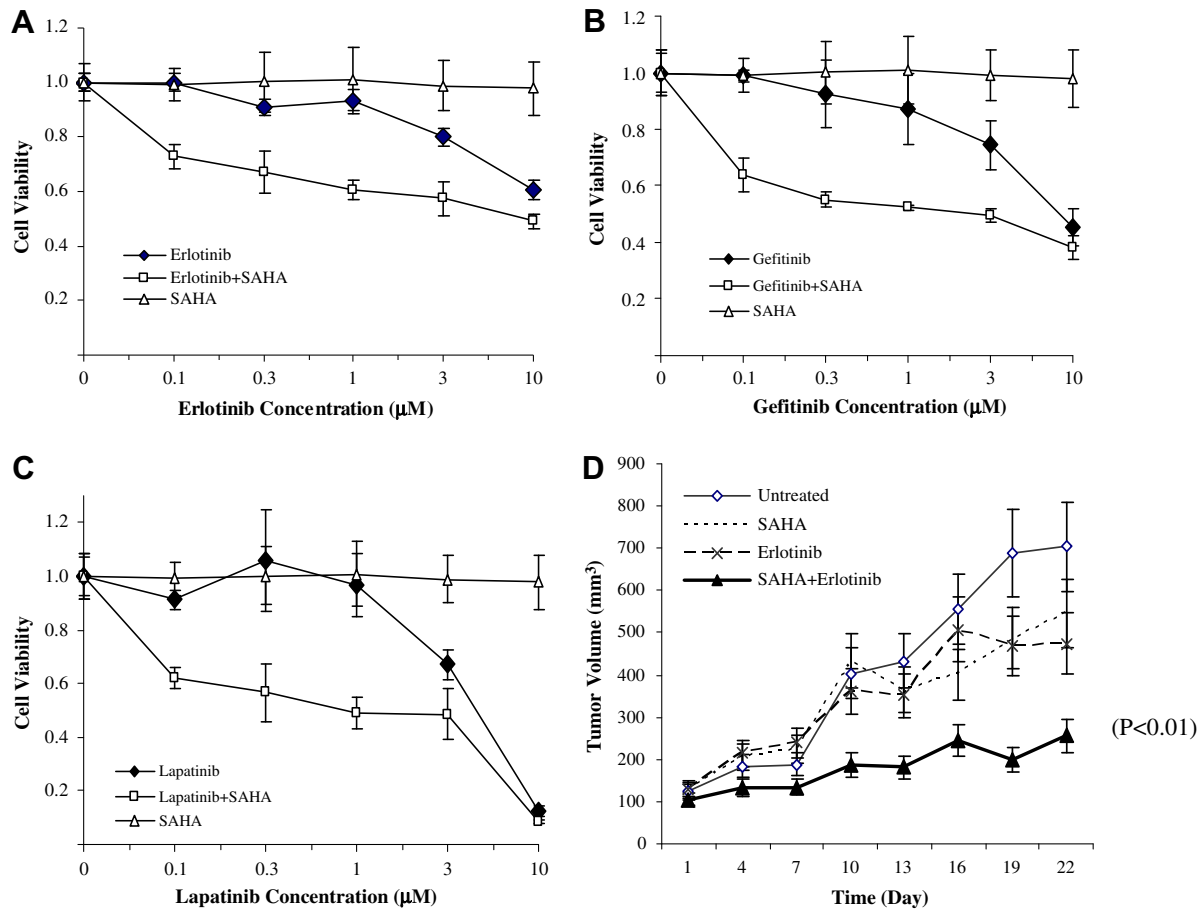 A
1.2
1.0
0.8
0.6
0.4
0.2
Cell Viability
Erlotinib
Erlotinib+SAHA
SAHA
0 0.1 0.3 1 3 10
Erlotinib Concentration (μM)
B
1.2
1.0
0.8
0.6
0.4
0.2
Cell Viability
Gefitinib
Gefitinib+SAHA
SAHA
0 0.1 0.3 1 3 10
Gefitinib Concentration (μM)
C
1.2
1.0
0.8
0.6
0.4
0.2
Cell Viability
Lapatinib
Lapatinib+SAHA
SAHA
0 0.1 0.3 1 3 10
Lapatinib Concentration (μM)
D
900
800
700
600
500
400
300
200
100
0
Tumor Volume (mm³)
Untreated
SAHA
Erlotinib
SAHA+Erlotinib
(P<0.01)
1 4 7 10 13 16 19 22
Time (Day)